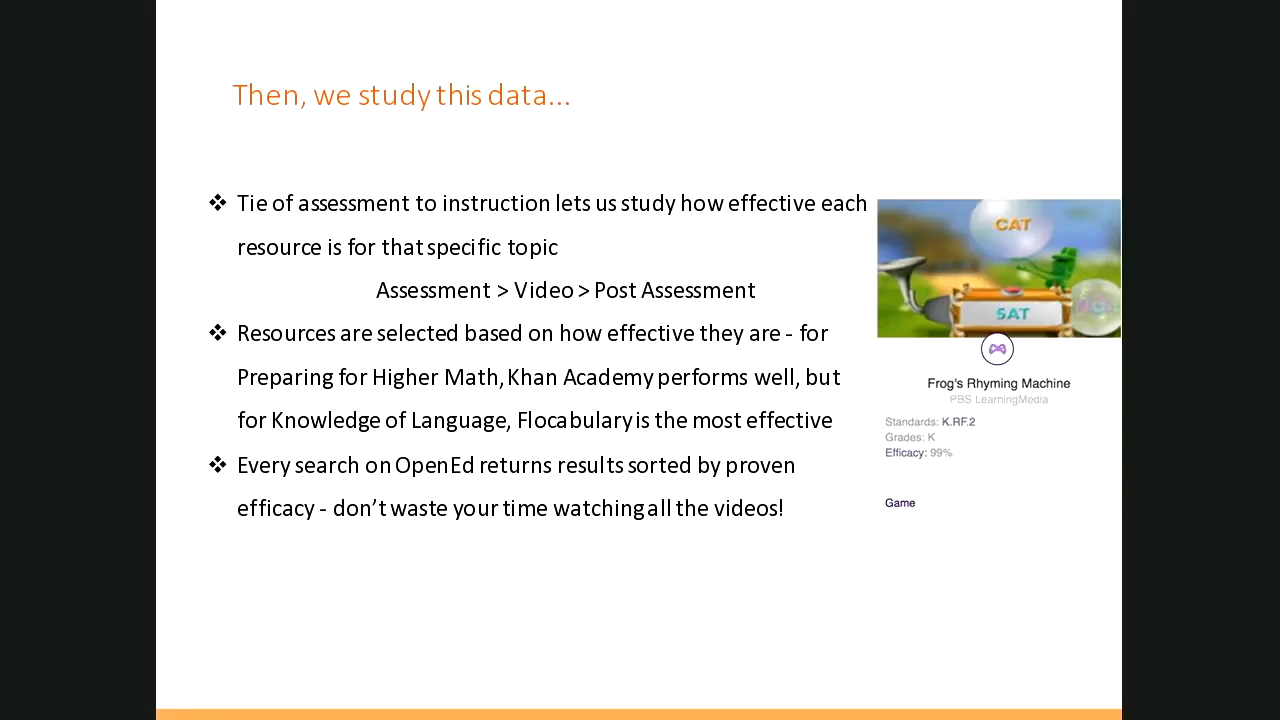 Then, we study this data...
❖ Tie of assessment to instruction lets us study how effective each
resource is for that specific topic
Assessment > Video > Post Assessment
❖ Resources are selected based on how effective they are - for
Preparing for Higher Math, Khan Academy performs well, but
for Knowledge of Language, Flocabulary is the most effective
❖ Every search on OpenEd returns results sorted by proven
efficacy - don't waste your time watching all the videos!
CAT
SAT
Frog's Rhyming Machine
PBS LearningMedia
Standards: K.RF.2
Grades: K
Efficacy: 99%
Game